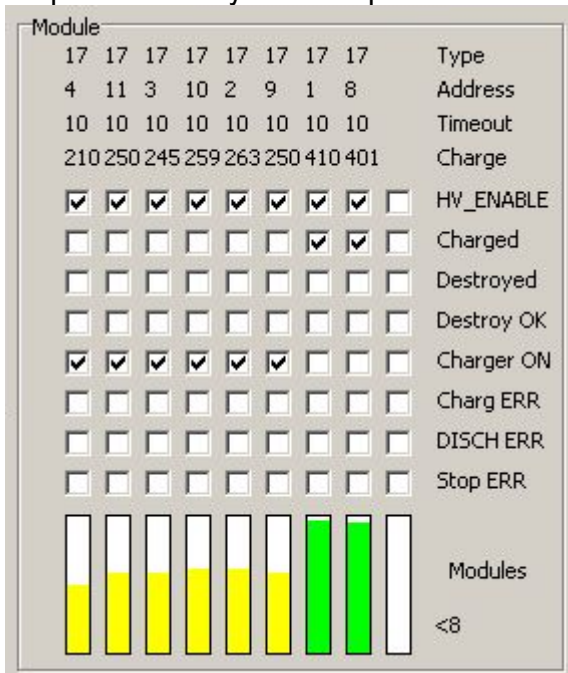 Module
17 17 17 17 17 17 17 17 Type
4 11 3 10 2 9 1 8 Address
10 10 10 10 10 10 10 10 Timeout
210 250 245 259 263 250 410 401 Charge
HV_ENABLE
Charged
Destroyed
Destroy OK
Charger ON
Charg ERR
DISCH ERR
Stop ERR
Modules
<8